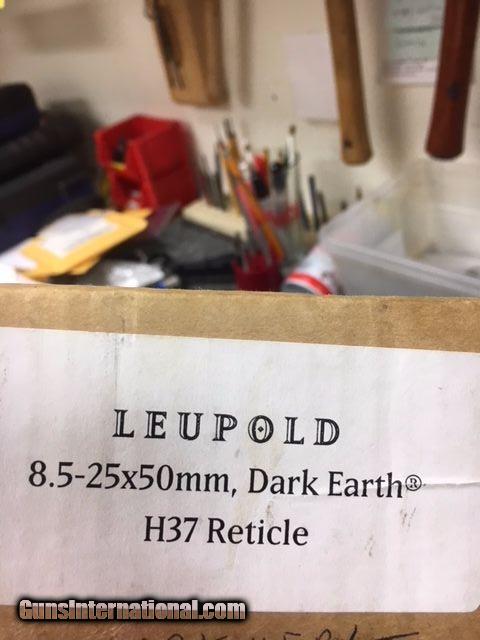 LEUPOLD
8.5-25x50mm, Dark Earth®
H37 Reticle
GunsInternational.com